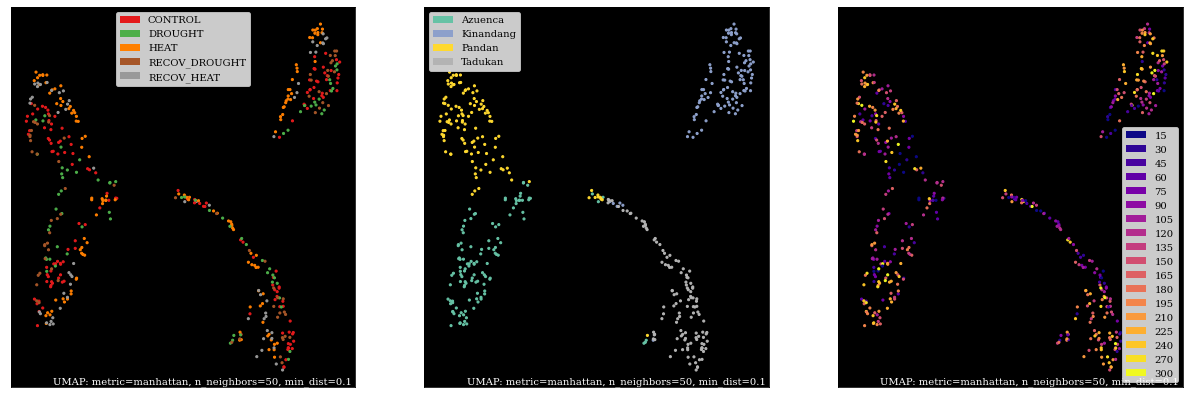 CONTROL
DROUGHT
HEAT
RECOV_DROUGHT
RECOV_HEAT
UMAP: metric=manhattan, n_neighbors=50, min_dist=0.1
Azuenca
Kinandang
Pandan
Tadukan
UMAP: metric=manhattan, n_neighbors=50, min_dist=0.1
15
30
45
60
75
90
105
120
135
150
165
180
195
210
225
240
270
300
UMAP: metric=manhattan, n_neighbors=50, min_dist=0.1